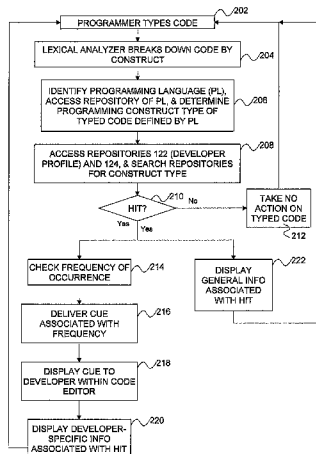 202
PROGRAMMER TYPES CODE
LEXICAL ANALYZER BREAKS DOWN CODE BY
CONSTRUCT
204
IDENTIFY PROGRAMMING LANGUAGE (PL),
ACCESS REPOSITORY OF PL, & DETERMINE
PROGRAMMING CONSTRUCT TYPE OF
TYPED CODE DEFINED BY PL
206
ACCESS REPOSITORIES 122 (DEVELOPER
PROFILE) AND 124, & SEARCH REPOSITORIES
FOR CONSTRUCT TYPE
208
HIT?
210
No
Yes
Yes
TAKE NO
ACTION ON
TYPED CODE
212
CHECK FREQUENCY OF
OCCURRENCE
214
DISPLAY
GENERAL INFO
ASSOCIATED
WITH HIT
222
DELIVER CUE
ASSOCIATED WITH
FREQUENCY
216
DISPLAY CUE TO
DEVELOPER WITHIN CODE
EDITOR
218
DISPLAY DEVELOPER-
SPECIFIC INFO
ASSOCIATED WITH HIT
220